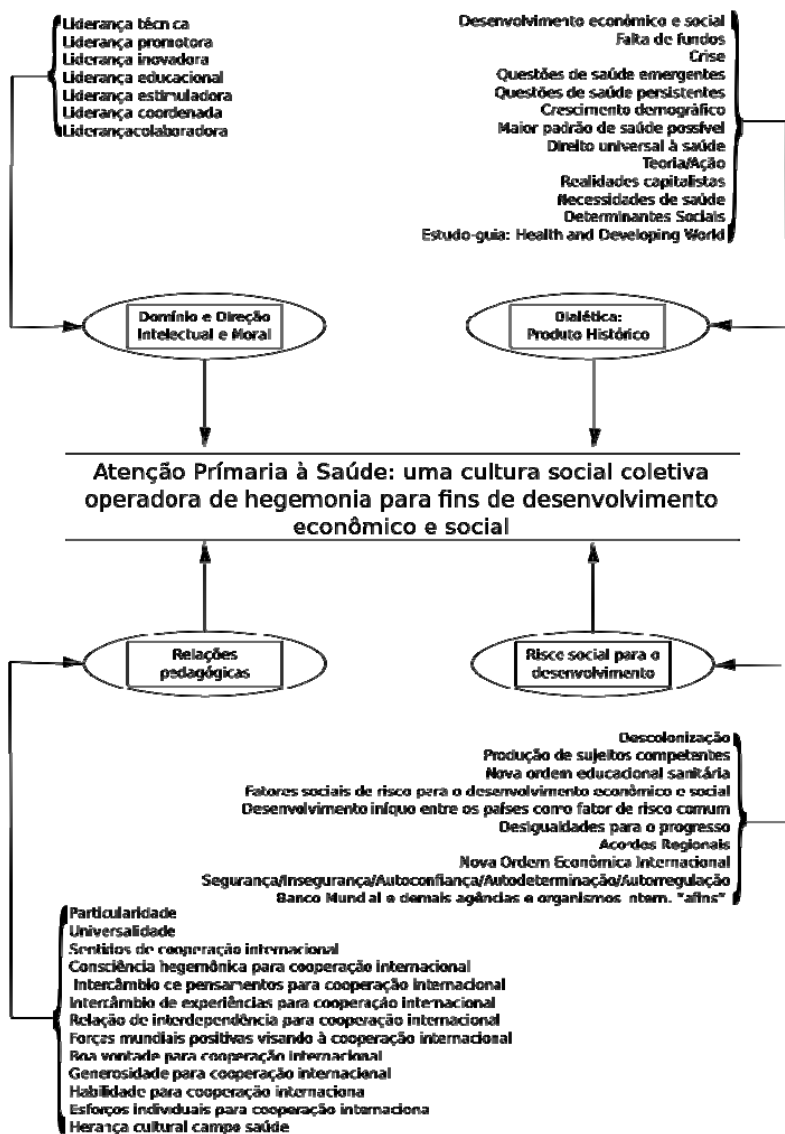 Liderança técnica
Liderança promotora
Liderança inovadora
Liderança educacional
Liderança estimuladora
Liderança coordenada
Liderançacolaboradora
Desenvolvimento econômico e social
Falta de fundos
Crise
Questões de saúde emergentes
Questões de saúde persistentes
Crescimento demográfico
Maior padrão de saúde possível
Direito universal à saúde
Teoria/Ação
Realidades capitalistas
Necessidades de saúde
Determinantes Sociais
Estudo-guia: Health and Developing World
Domínio e Direção
Intelectual e Moral
Dialética:
Produto Histórico
Atenção Prímaria à Saúde: uma cultura social coletiva
operadora de hegemonia para fins de desenvolvimento
econômico e social
Relações
pedagógicas
Risco social para o
desenvolvimento
Descolonização
Produção de sujeitos competentes
Nova ordem educacional sanitária
Fatores sociais de risco para o desenvolvimento econômico e social
Desenvolvimento iníquo entre os países como fator de risco comum
Desigualdades para o progresso
Acordos Regionais
Nova Ordem Econômica Internacional
Segurança/Insegurança/Autoconfiança/Autodeterminação/Autorregulação
Banco Mundial e demais agências e organismos intern. "afins"
Particularidade
Universalidade
Sentidos de cooperação internacional
Consciência hegemônica para cooperação internacional
Intercâmbio de pensamentos para cooperação internacional
Intercâmbio de experiências para cooperação internacional
Relação de interdependência para cooperação internacional
Forças mundiais positivas visando à cooperação internacional
Boa vontade para cooperação internacional
Generosidade para cooperação internacional
Habilidade para cooperação internaciona
Esforços individuais para cooperação internaciona
Herança cultural campo saúde